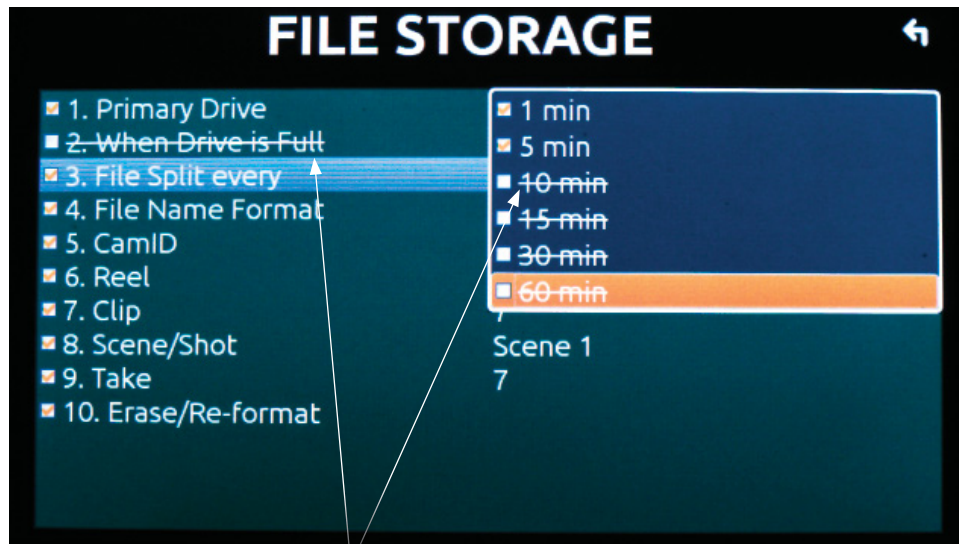 FILE STORAGE
1. Primary Drive
2. When Drive is Full
3. File Split every
4. File Name Format
5. CamID
6. Reel
7. Clip
8. Scene/Shot
9. Take
10. Erase/Re-format
1 min
5 min
10 min
15 min
30 min
60 min
Scene 1
7